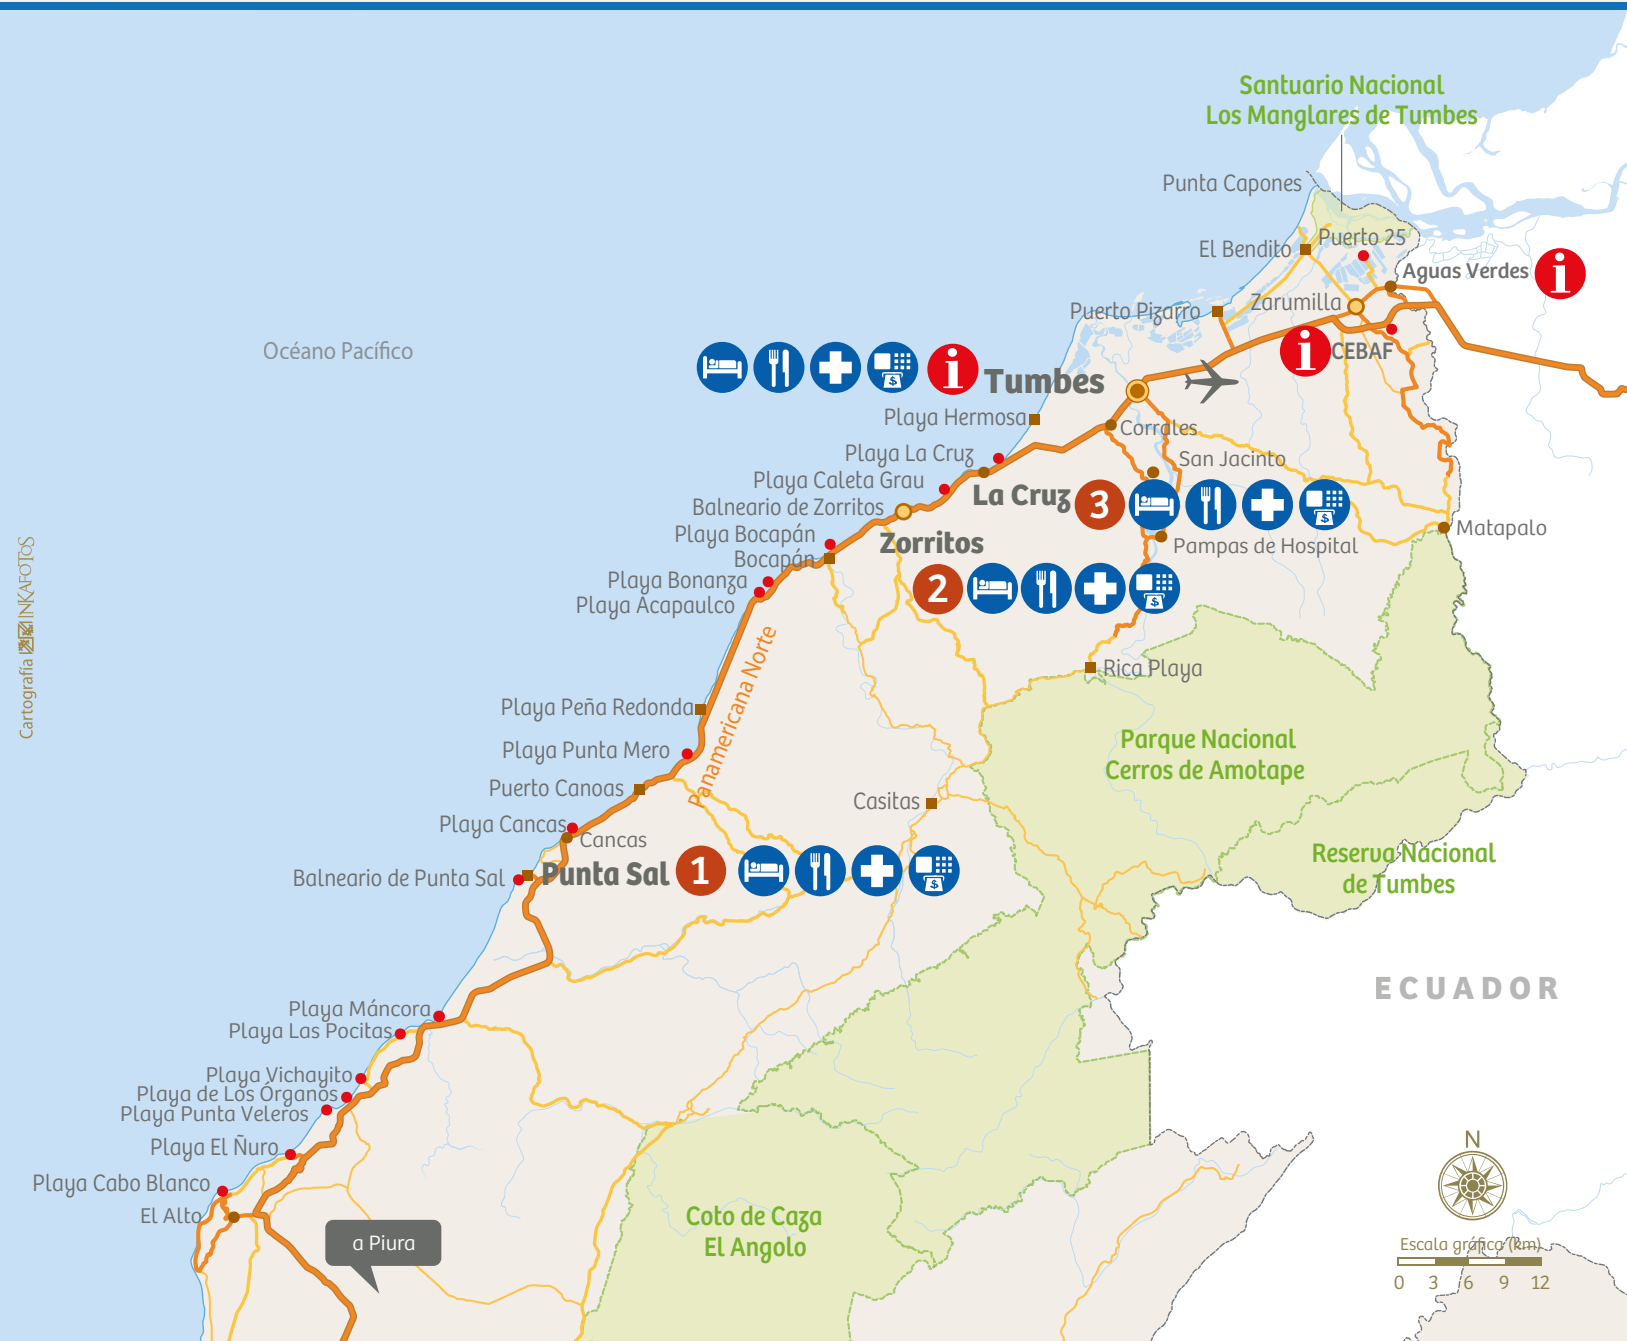 Santuario Nacional
Los Manglares de Tumbes
Punta Capones
El Bendito
Puerto 25
Aguas Verdes
i
Puerto Pizarro
Zarumilla
Océano Pacífico
i
CEBAF
$
i
Tumbes
Playa Hermosa
Corrales
Playa La Cruz
San Jacinto
Playa Caleta Grau
La Cruz
3
$
Balneario de Zorritos
Playa Bocapán
Zorritos
Matapalo
Pampas de Hospital
Bocapán
Playa Bonanza
2
$
Playa Acapaulco
Cartografía INKAFOTOS
Panamericana Norte
Rica Playa
Playa Peña Redonda
Parque Nacional
Cerros de Amotape
Playa Punta Mero
Puerto Canoas
Casitas
Playa Cancas
Cancas
Reserva Nacional
de Tumbes
Balneario de Punta Sal
Punta Sal
1
$
ECUADOR
Playa Máncora
Playa Las Pocitas
Playa Vichayito
Playa de Los Órganos
Playa Punta Veleros
Playa El Ñuro
N
Playa Cabo Blanco
El Alto
Coto de Caza
El Angolo
a Piura
Escala gráfica (km)
0 3 6 9 12